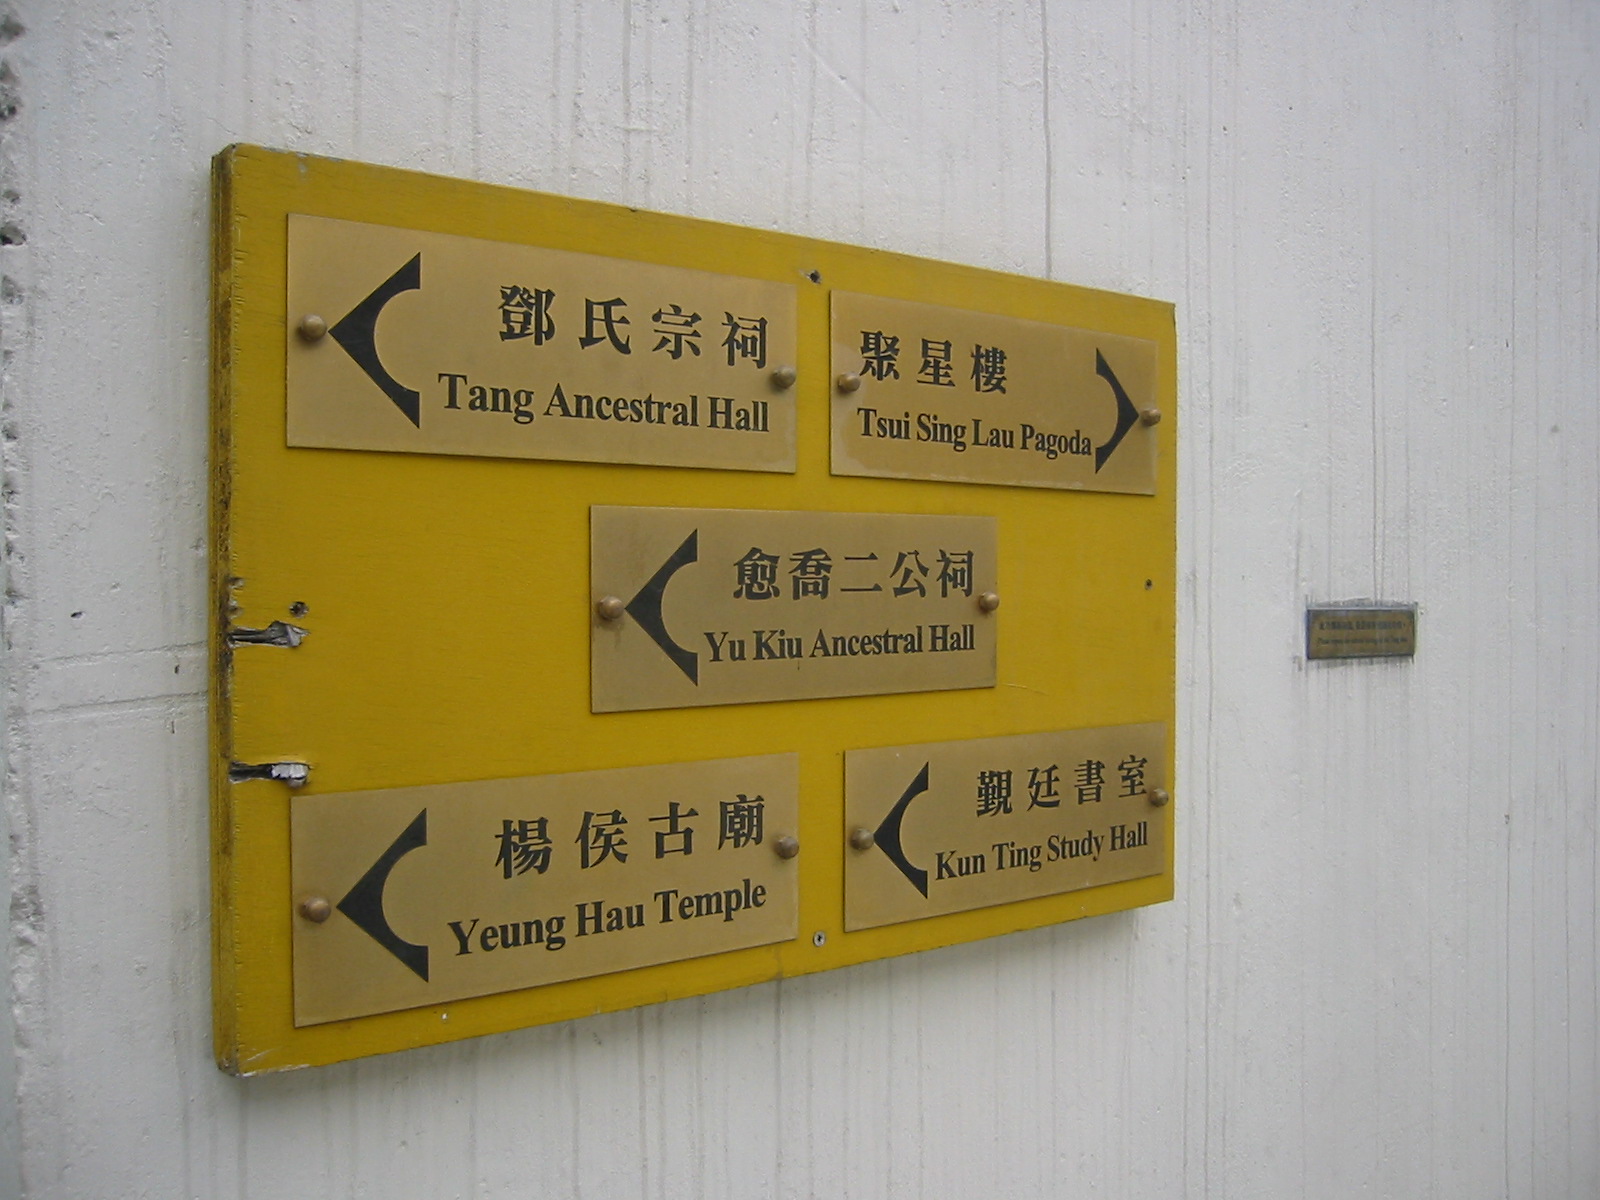 鄧氏宗祠
Tang Ancestral Hall
聚星樓
Tsui Sing Lau Pagoda
愈喬二公祠
Yu Kiu Ancestral Hall
楊侯古廟
Yeung Hau Temple
覲廷書室
Kun Ting Study Hall